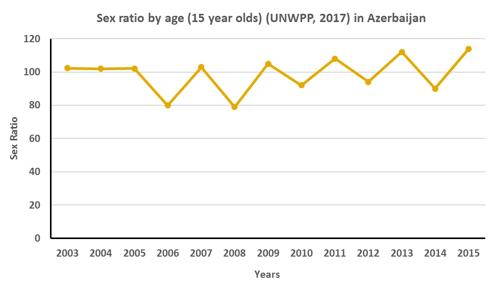 Sex ratio by age (15 year olds) (UNWPP, 2017) in Azerbaijan
120
100
80
60
40
20
0
Sex Ratio
2003 2004 2005 2006 2007 2008 2009 2010 2011 2012 2013 2014 2015
Years